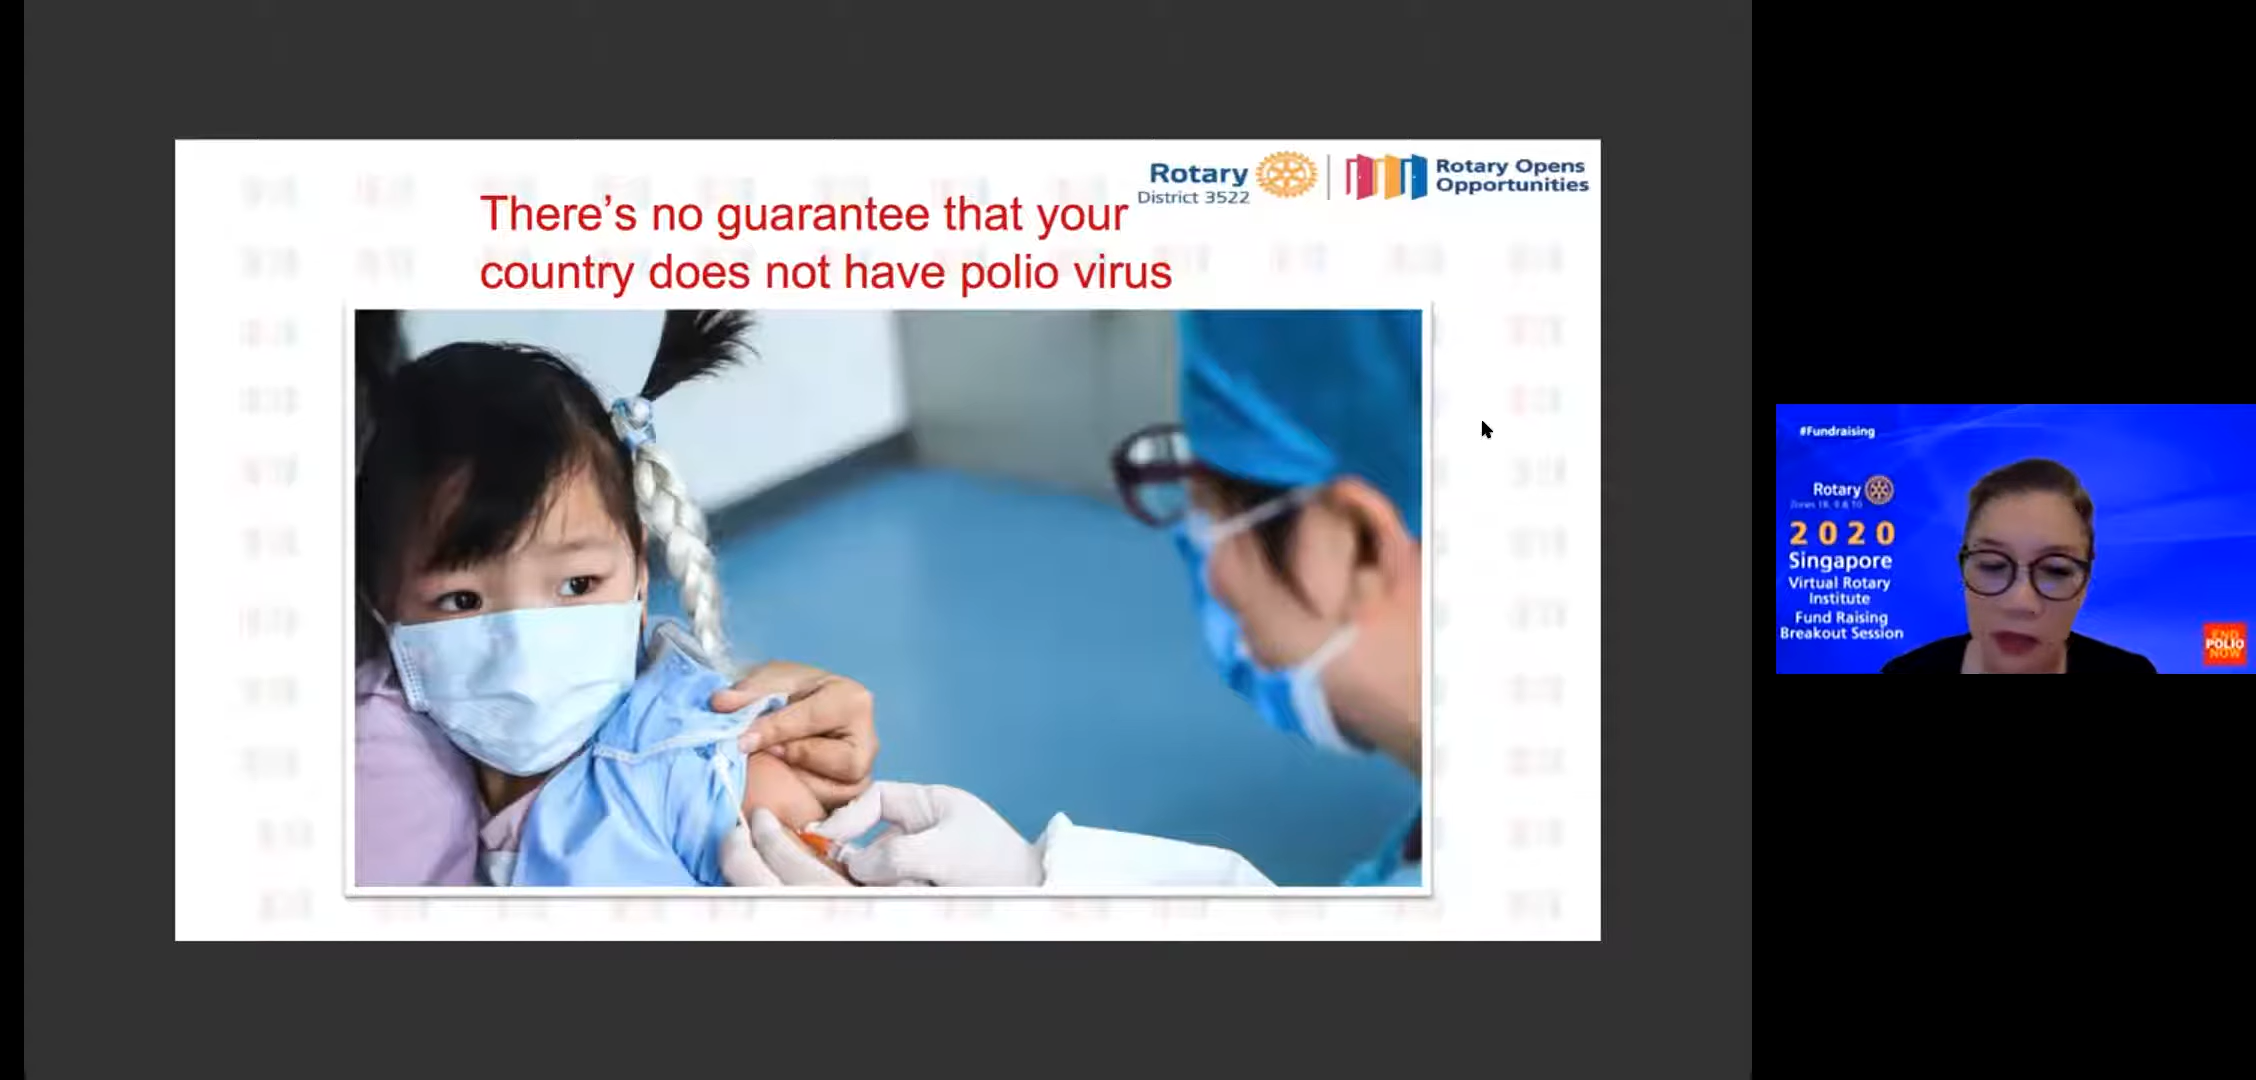 Rotary
District 3522
Rotary Opens
Opportunities
There's no guarantee that your
country does not have polio virus
#Fundraising
Rotary
2020
Singapore
Virtual Rotary
Institute
Fund Raising
Breakout Session
END
POLIO
NOW